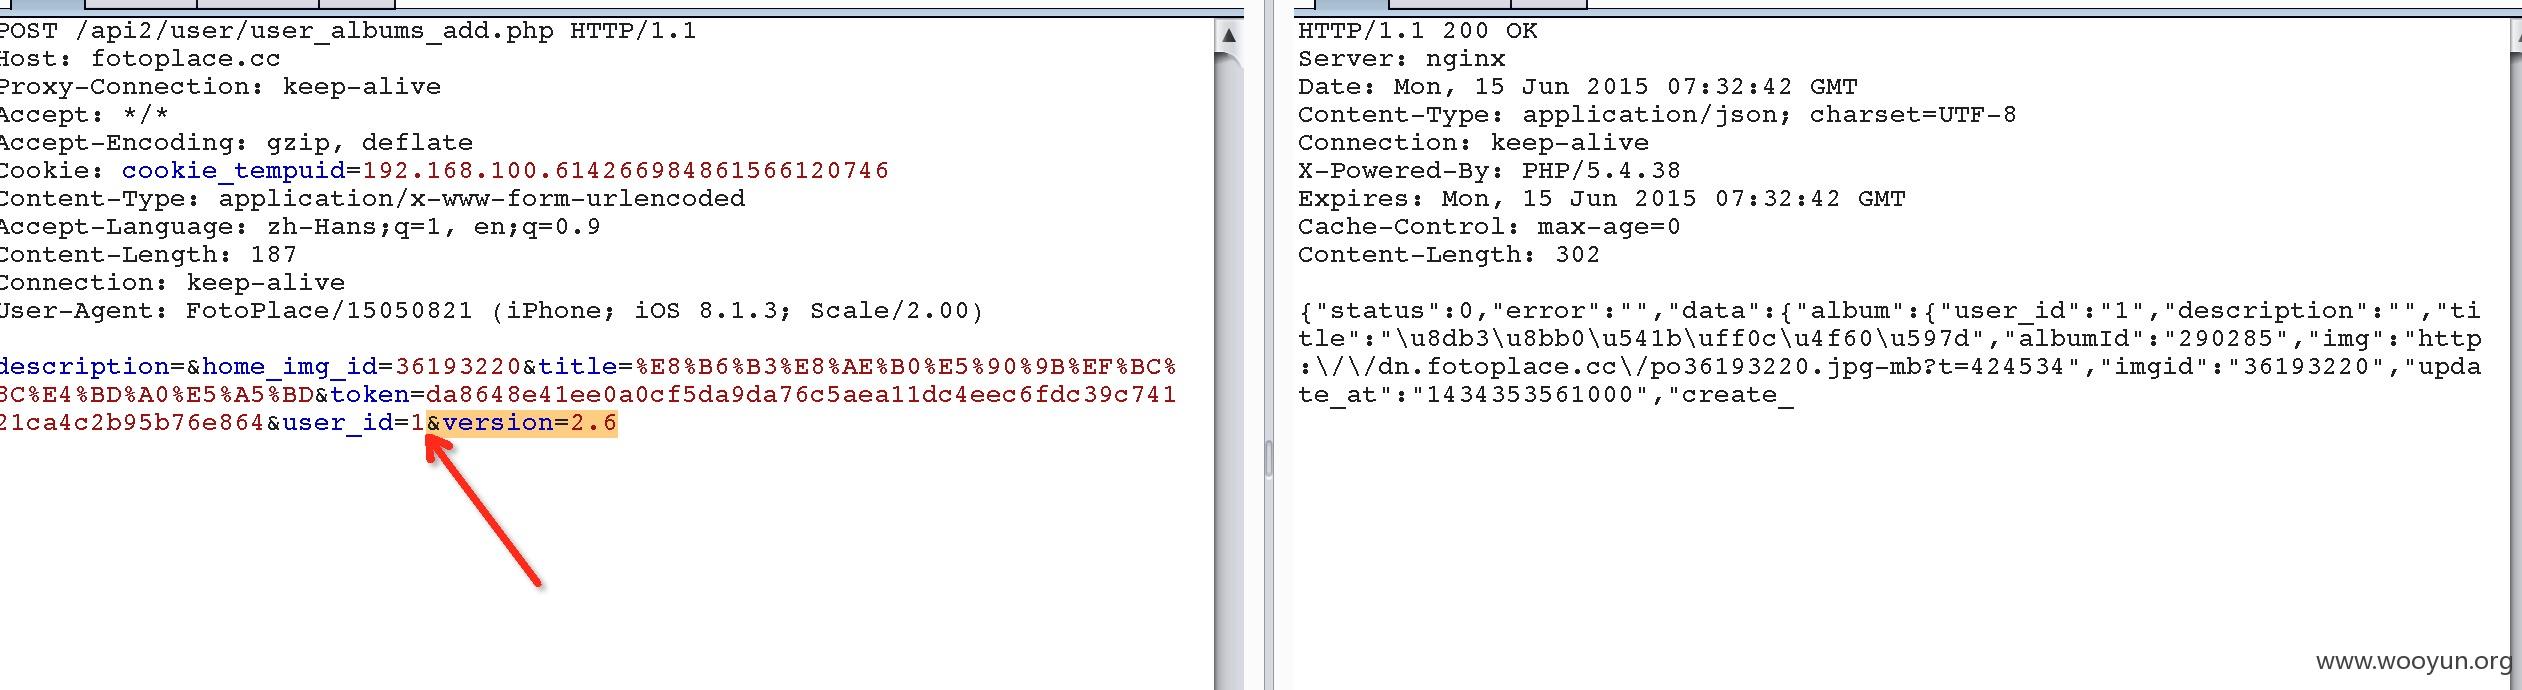 POST /api2/user/user_albums_add.php HTTP/1.1
Host: fotoplace.cc
Proxy-Connection: keep-alive
Accept: */*
Accept-Encoding: gzip, deflate
Cookie: cookie_tempuid=192.168.100.614266984861566120746
Content-Type: application/x-www-form-urlencoded
Accept-Language: zh-Hans;q=1, en;q=0.9
Content-Length: 187
Connection: keep-alive
User-Agent: FotoPlace/15050821 (iPhone; iOS 8.1.3; Scale/2.00)
description=&home_img_id=36193220&title=%E8%B6%B3%E8%AE%B0%E5%90%9B%EF%BC%
8C%E4%BD%A0%E5%A5%BD&token=da8648e41ee0a0cf5da9da76c5aea11dc4eec6fdc39c741
21ca4c2b95b76e864&user_id=1&version=2.6
HTTP/1.1 200 OK
Server: nginx
Date: Mon, 15 Jun 2015 07:32:42 GMT
Content-Type: application/json; charset=UTF-8
Connection: keep-alive
X-Powered-By: PHP/5.4.38
Expires: Mon, 15 Jun 2015 07:32:42 GMT
Cache-Control: max-age=0
Content-Length: 302
{"status":0,"error":"","data":{"album":{"user_id":"1","description":"","ti
tle":"\u8db3\u8bb0\u541b\uff0c\u4f60\u597d","albumId":"290285","img":"http
:\/\/dn.fotoplace.cc\/po36193220.jpg-mb?t=424534","imgid":"36193220","upda
te_at":"1434353561000","create_
www.wooyun.org